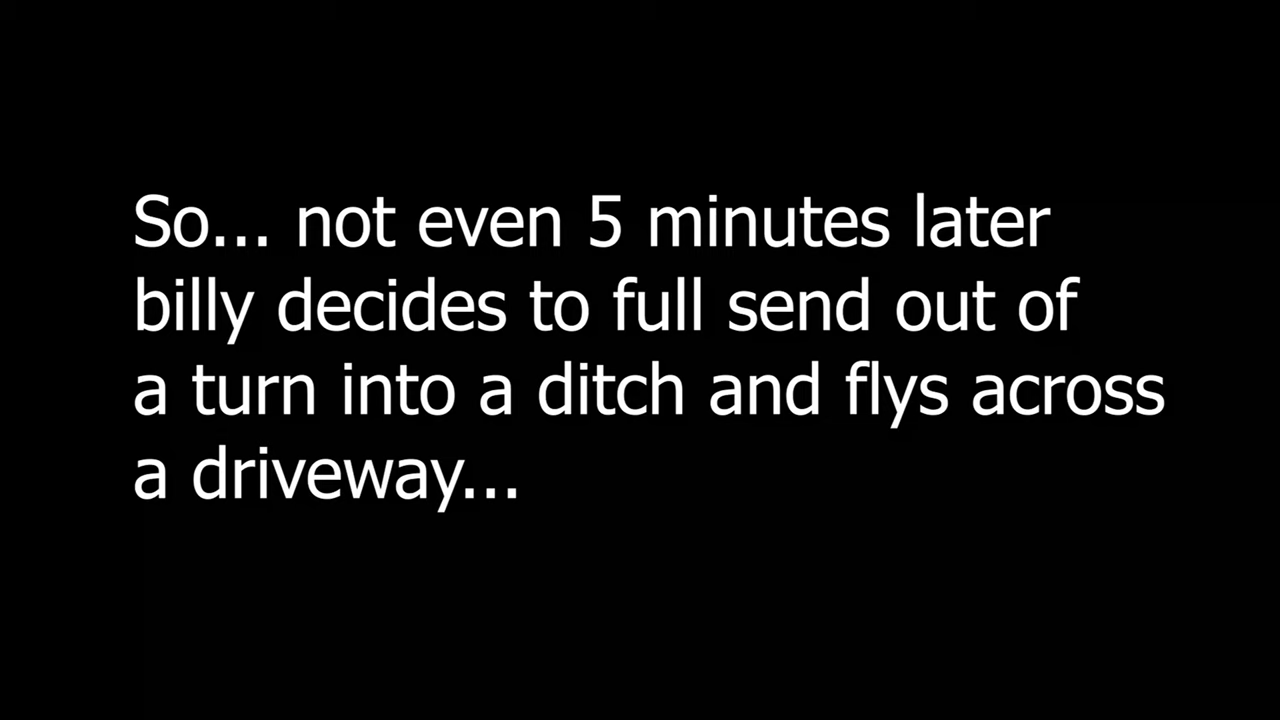 So... not even 5 minutes later
billy decides to full send out of
a turn into a ditch and flys across
a driveway...